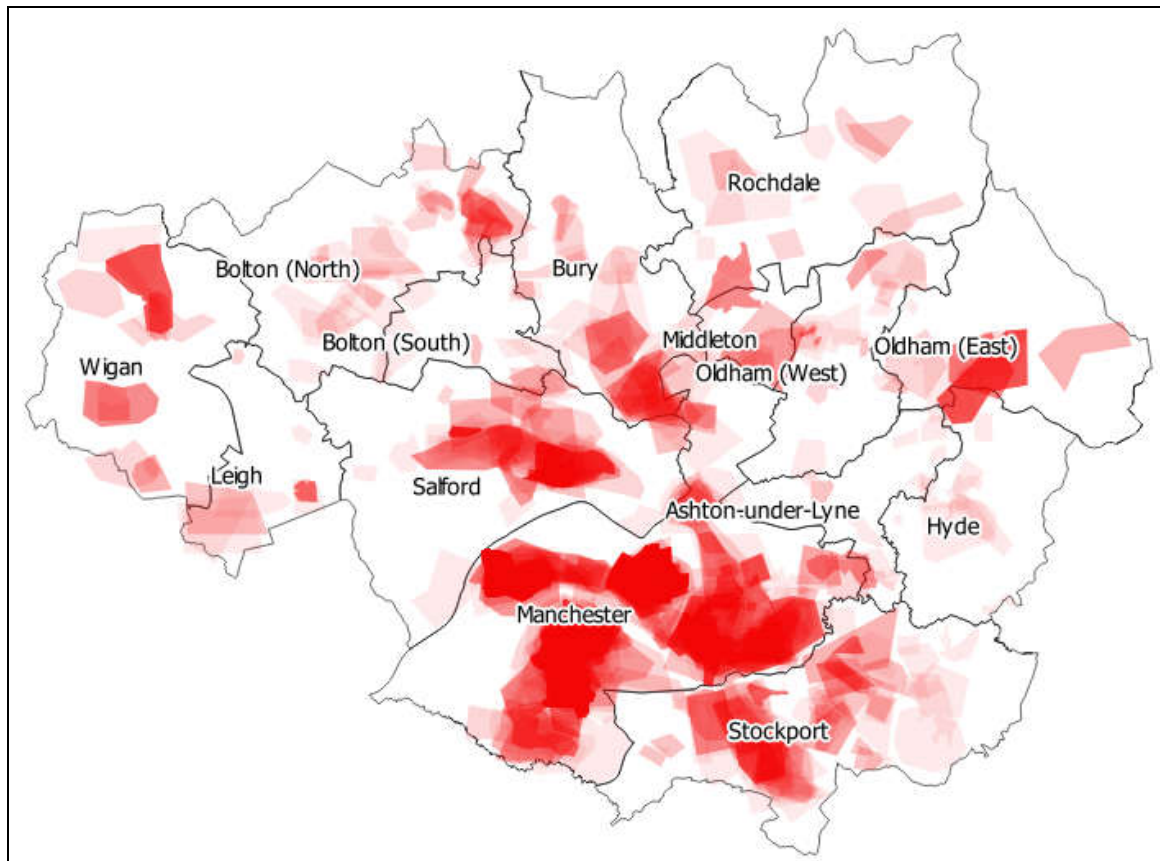 Rochdale
Bolton (North)
Bury
Middleton
Bolton (South)
Oldham (East)
Wigan
Oldham (West)
Leigh
Salford
Ashton-under-Lyne
Hyde
Manchester
Stockport